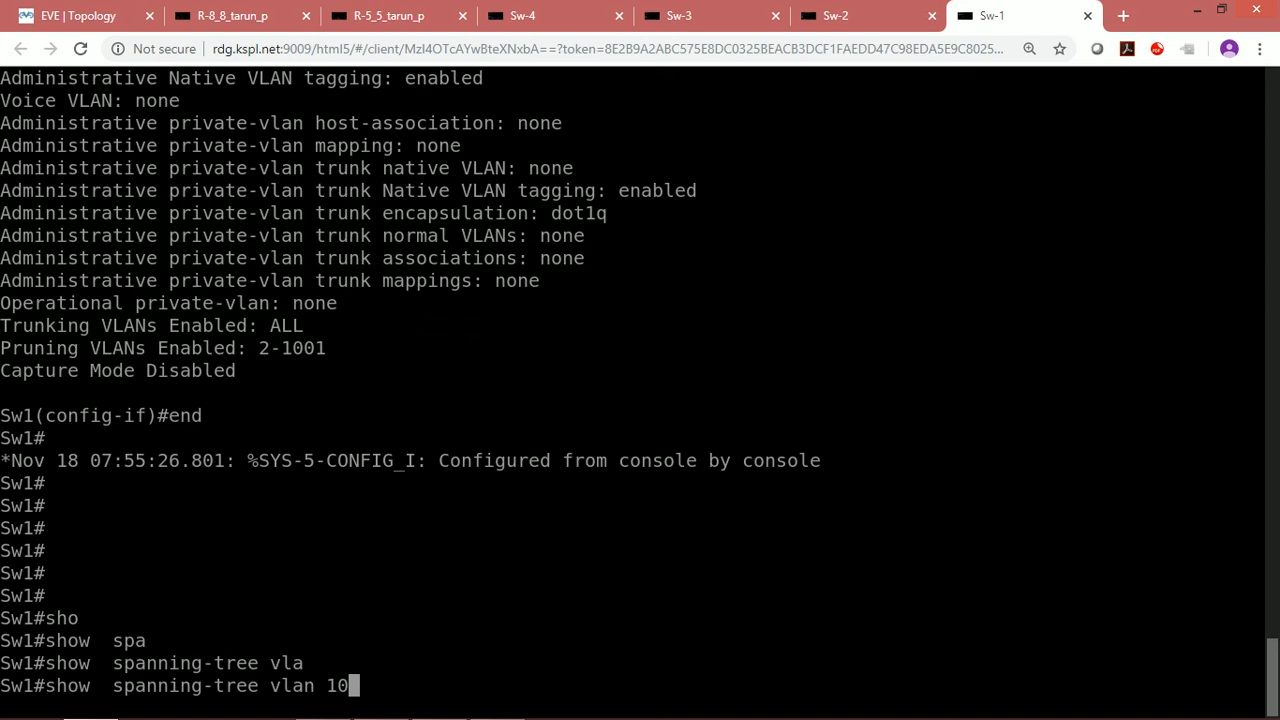 EVE | Topology
R-8_8_tarun_p
R-5_5_tarun_p
Sw-4
Sw-3
Sw-2
Sw-1
Not secure
rdg.kspl.net:9009/html5/#/client/MzI4OTcAYwBteXNxbA==?token=8E2B9A2ABC575E8DC0325BEACB3DCF1FAEDD47C98EDA5E9C8025...
Administrative Native VLAN tagging: enabled
Voice VLAN: none
Administrative private-vlan host-association: none
Administrative private-vlan mapping: none
Administrative private-vlan trunk native VLAN: none
Administrative private-vlan trunk Native VLAN tagging: enabled
Administrative private-vlan trunk encapsulation: dot1q
Administrative private-vlan trunk normal VLANs: none
Administrative private-vlan trunk associations: none
Administrative private-vlan trunk mappings: none
Operational private-vlan: none
Trunking VLANs Enabled: ALL
Pruning VLANs Enabled: 2-1001
Capture Mode Disabled
Sw1(config-if)#end
Sw1#
*Nov 18 07:55:26.801: %SYS-5-CONFIG_I: Configured from console by console
Sw1#
Sw1#
Sw1#
Sw1#
Sw1#
Sw1#
Sw1#sho
Sw1#show  spa
Sw1#show  spanning-tree vla
Sw1#show  spanning-tree vlan 10